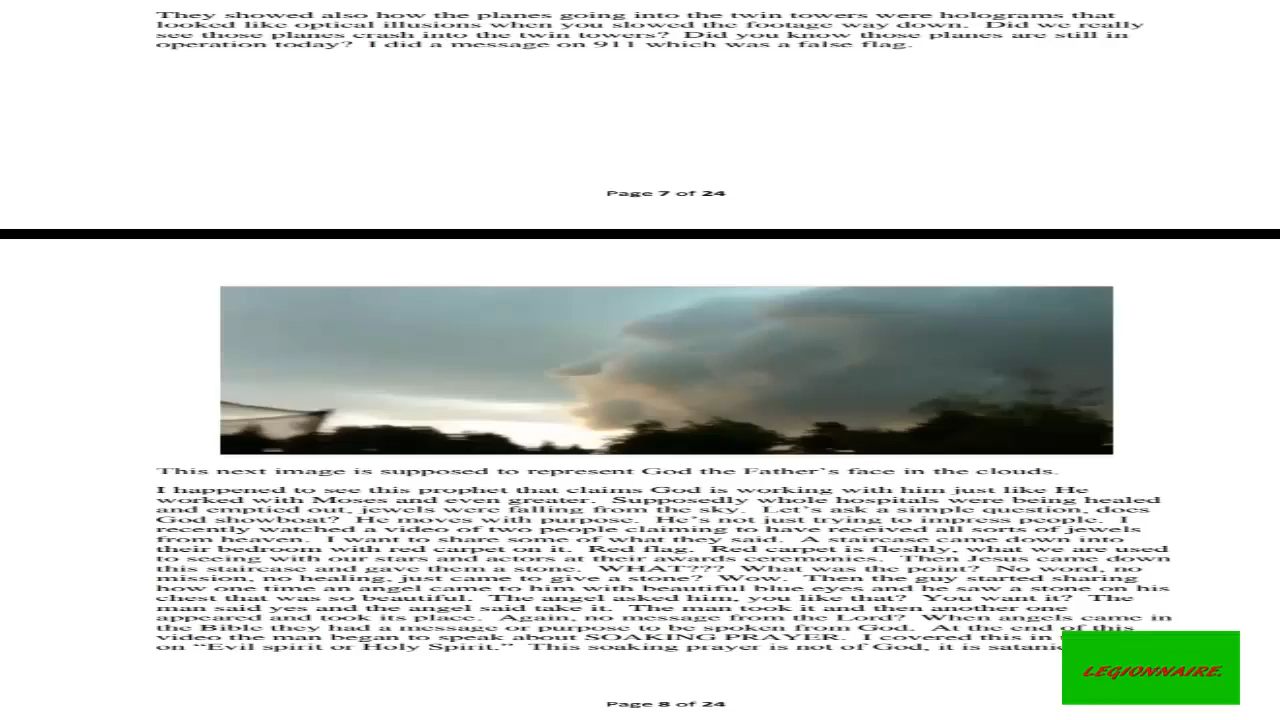 They showed also how the planes going into the twin towers were holograms that
looked like optical illusions when you slowed the footage way down.  Did we really
see those planes crash into the twin towers?  Did you know those planes are still in
operation today?  I did a message on 911 which was a false flag.
Page 7 of 24
This next image is supposed to represent God the Father's face in the clouds.
I happened to see this prophet that claims God is working with him just like He
worked with Moses and even greater.  Supposedly whole hospitals were being healed
and emptied out, jewels were falling from the sky.  Let's ask a simple question, does
God showboat?  He moves with purpose.  He's not just trying to impress people.  I
recently watched a video of two people claiming to have received all sorts of jewels
from heaven.  I want to share some of what they said.  A staircase came down into
their bedroom with red carpet on it.  Red flag.  Red carpet is fleshly, what we are used
to seeing with our stars and actors at their awards ceremonies.  Then Jesus came down
this staircase and gave them a stone.  WHAT???  What was the point?  No word, no
mission, no healing, just came to give a stone?  Wow.  Then the guy started sharing
how one time an angel came to him with beautiful blue eyes and he saw a stone on his
chest that was so beautiful.  The angel asked him, you like that?  You want it?  The
man said yes and the angel said take it.  The man took it and then another one
appeared and took its place.  Again, no message from the Lord?  When angels came in
the Bible they had a message or purpose to be spoken from God.  At the end of this
video the man began to speak about SOAKING PRAYER.  I covered this in
on "Evil spirit or Holy Spirit."  This soaking prayer is not of God, it is satanic
LEGIONNAIRE.
Page 8 of 24